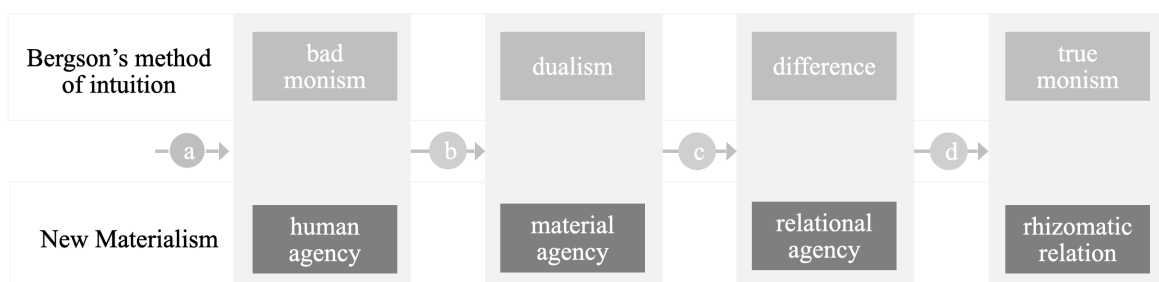 Bergson’s method
of intuition
bad
monism
dualism
difference
true
monism
a
b
c
d
New Materialism
human
agency
material
agency
relational
agency
rhizomatic
relation